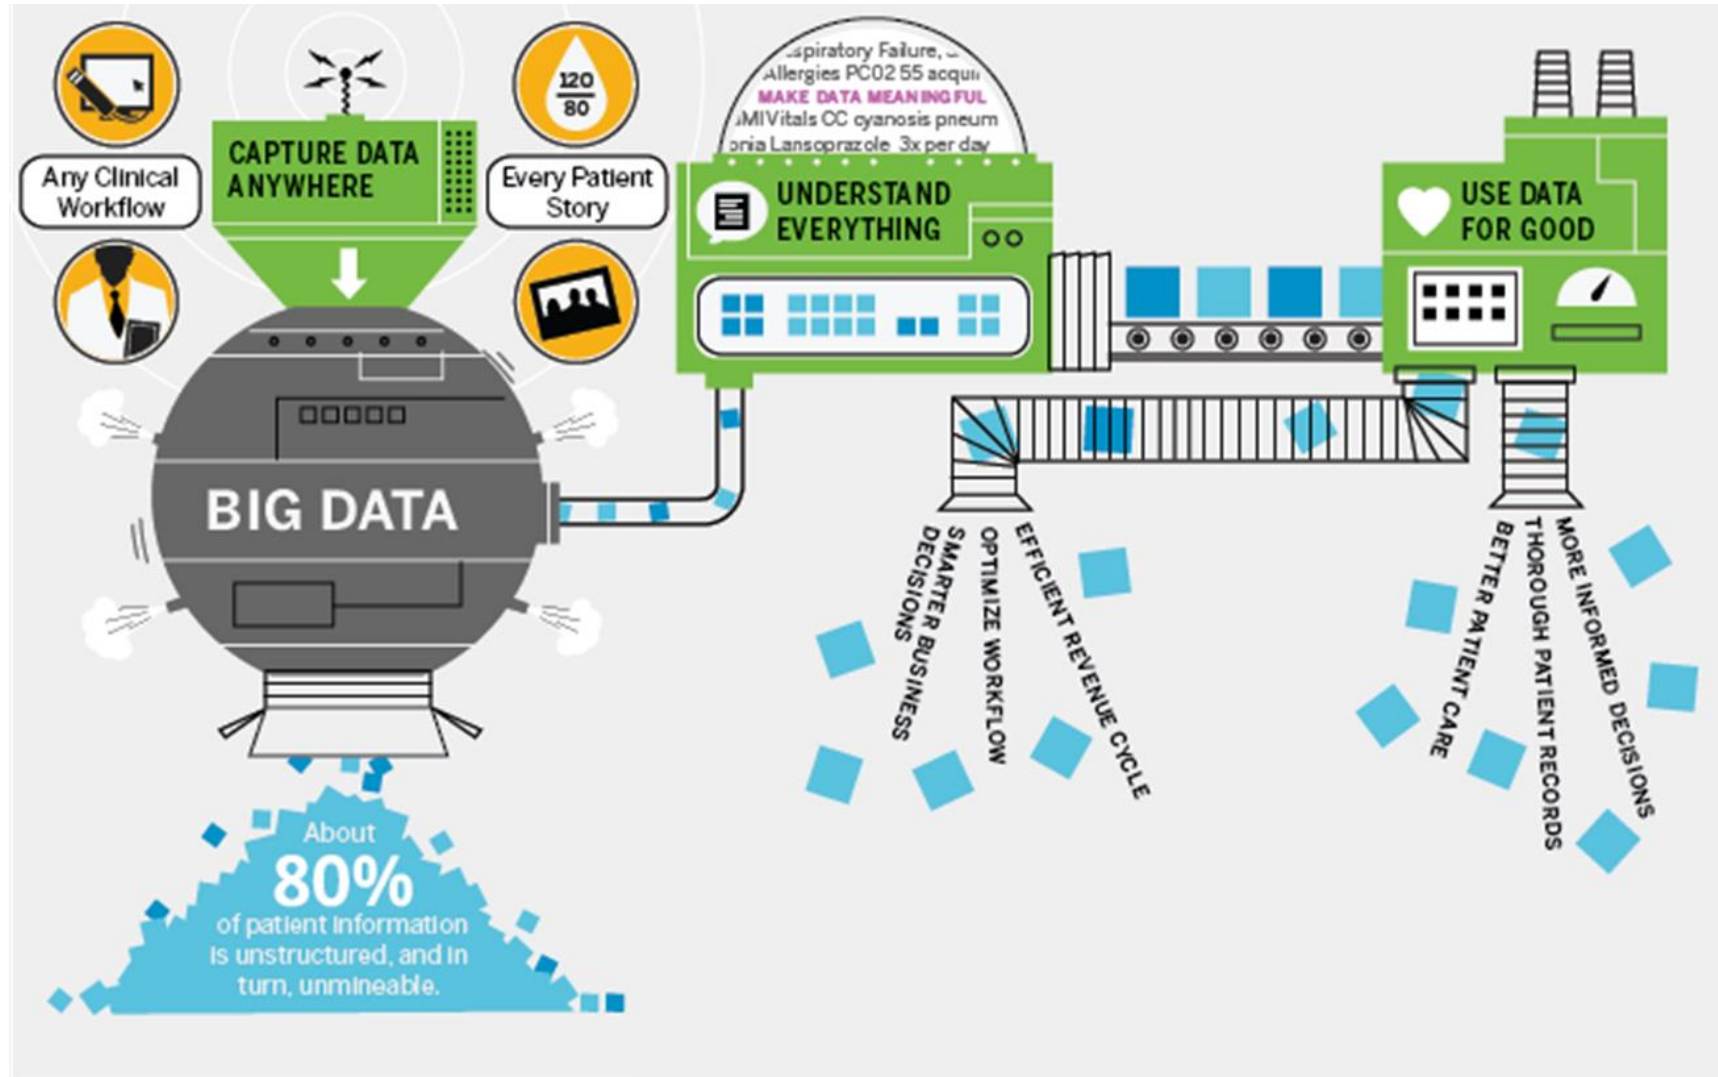 120
80
CAPTURE DATA
ANYWHERE
Any Clinical
Workflow
Every Patient
Story
BIG DATA
About
80%
of patient information
is unstructured, and in
turn, unmineable.
Failure,
Allergies PC02 55
MAKE DATA MEANINGFUL
CC cyanosis pneum
onia Lansoprazole 3x per day
UNDERSTAND
EVERYTHING
USE DATA
FOR GOOD
SMARTER BUSINESS
DECISIONS
OPTIMIZE WORKFLOW
EFFICIENT REVENUE CYCLE
BETTER PATIENT CARE
THOROUGH PATIENT RECORDS
MORE INFORMED DECISIONS